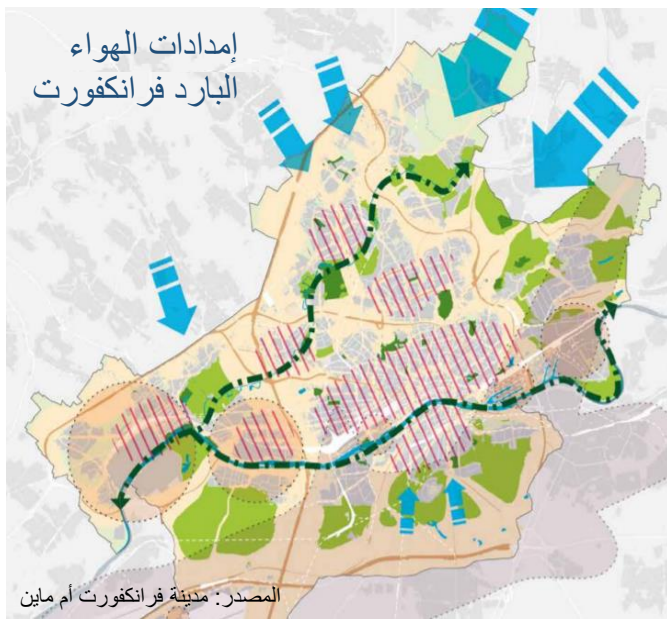 إمدادات الهواء
البارد فرانكفورت
المصدر: مدينة فرانكفورت أم ماين